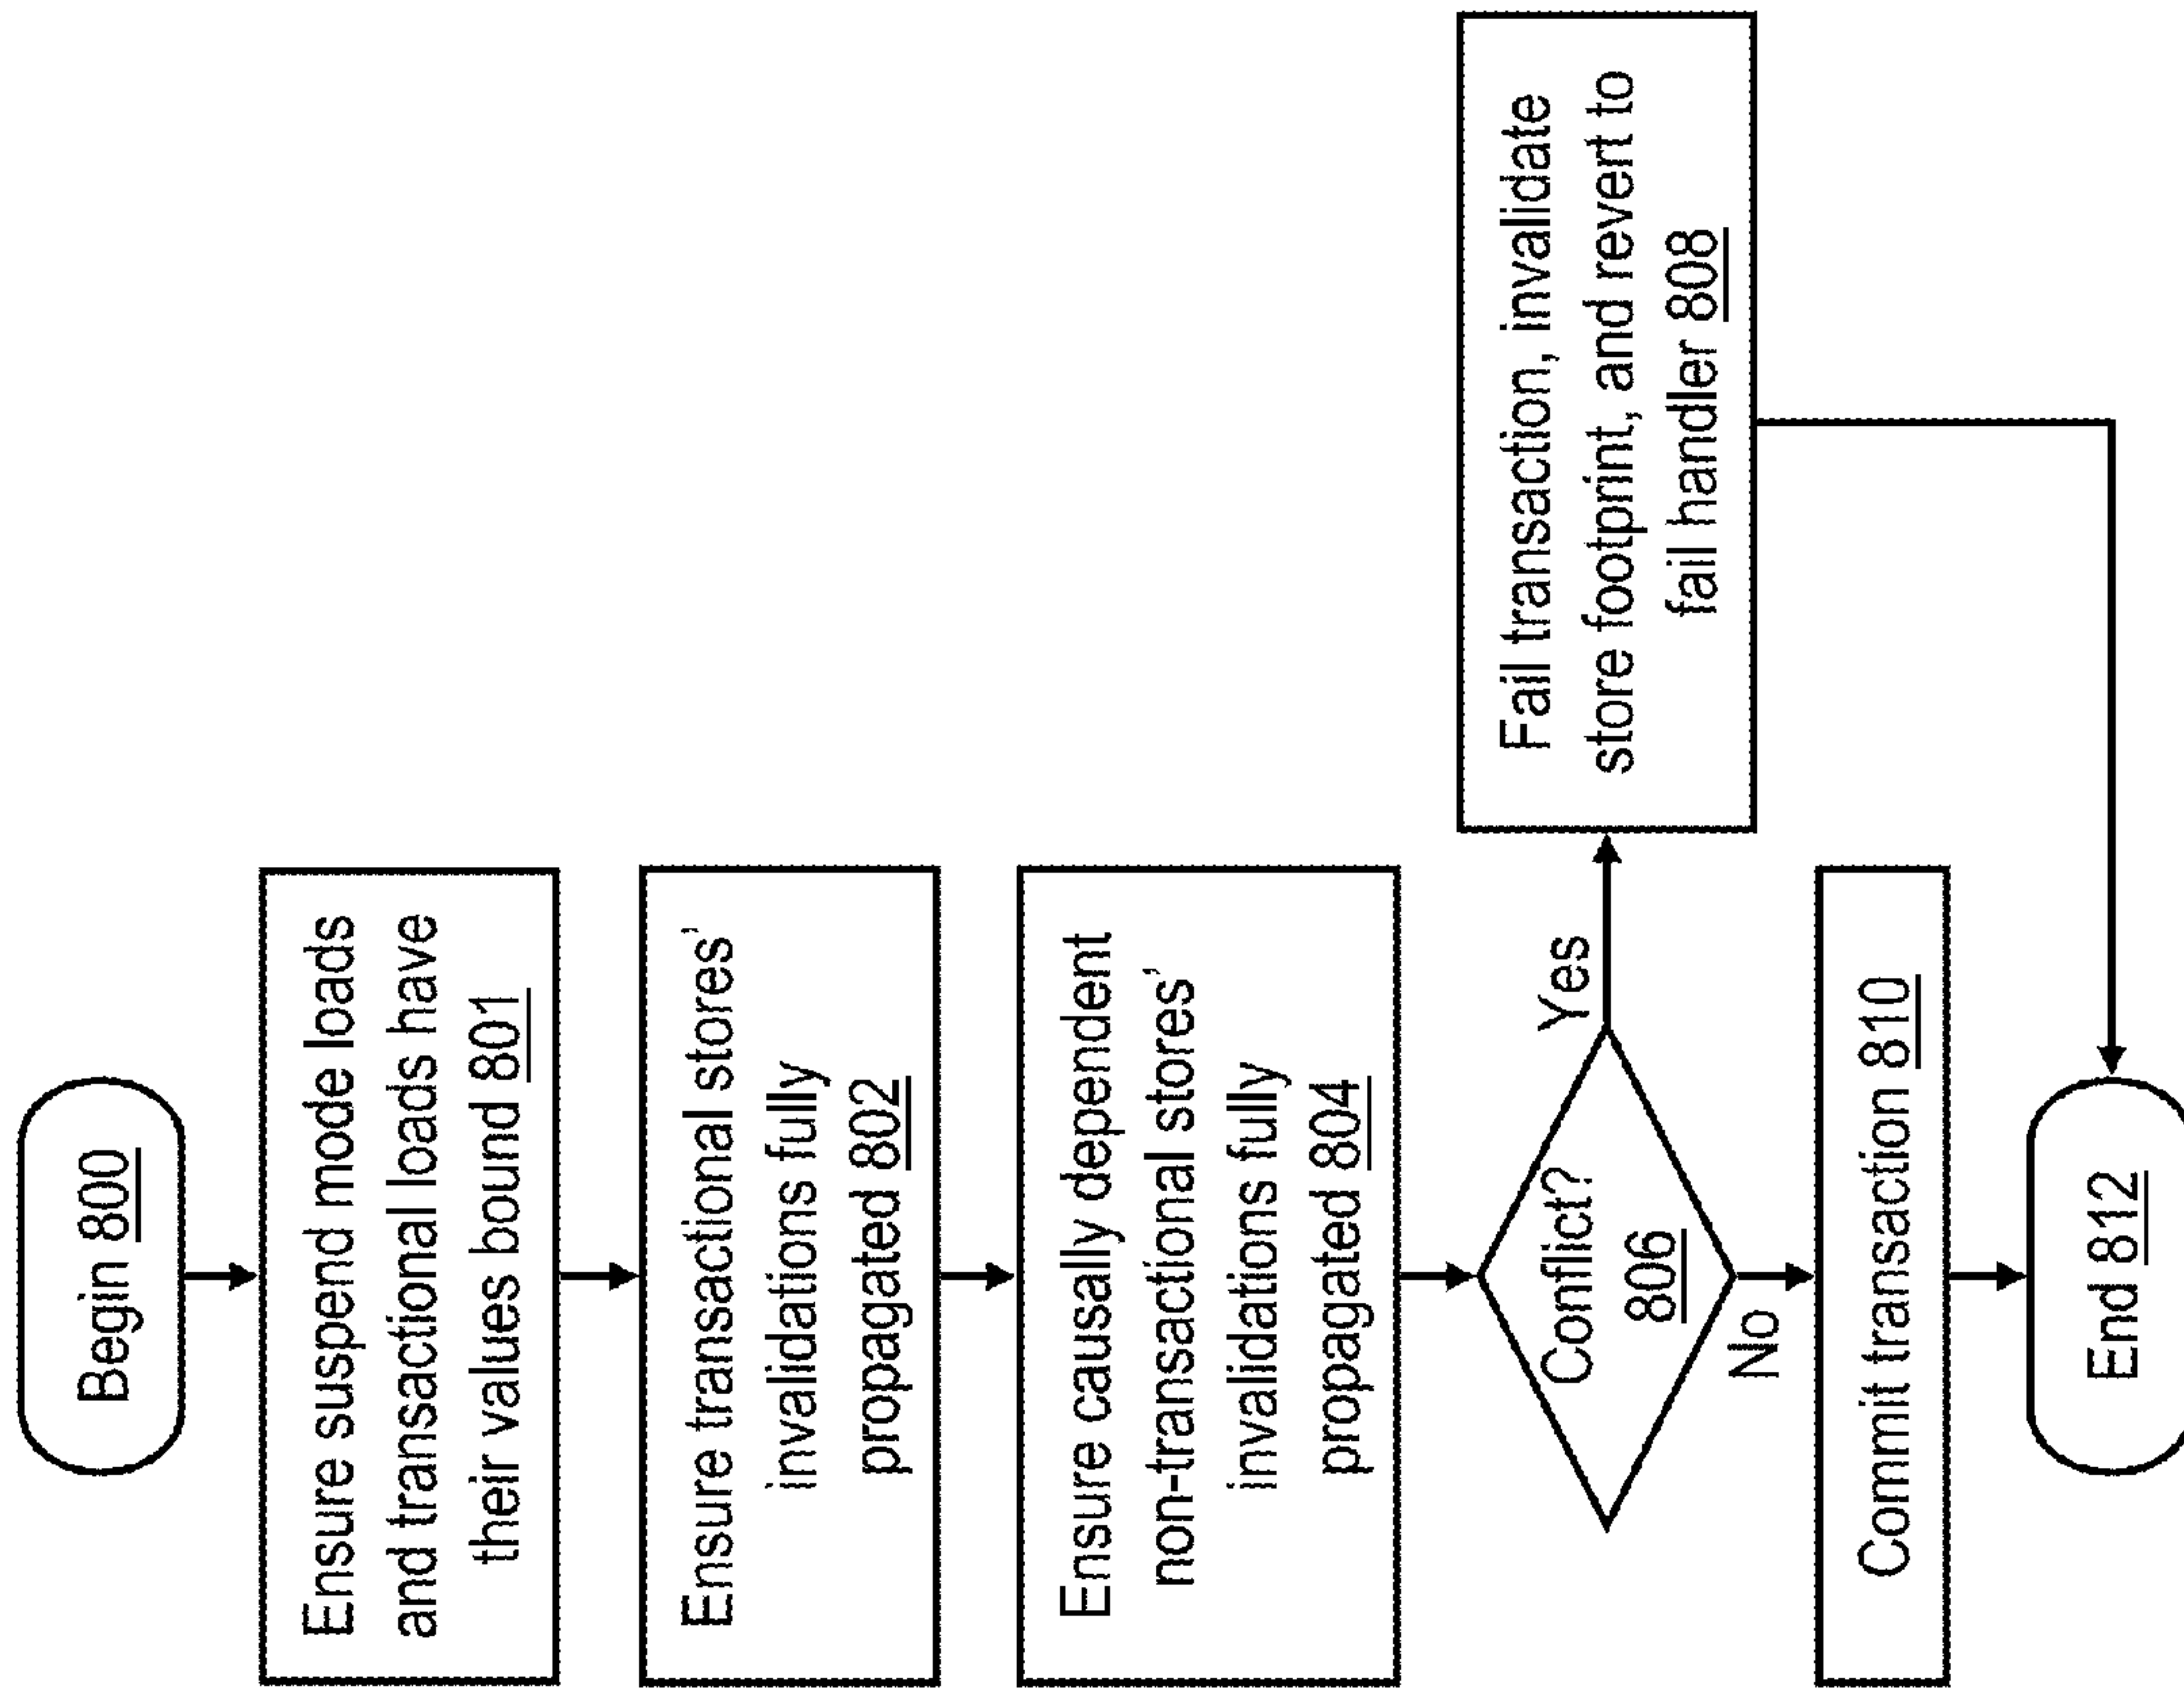 Begin 800
Ensure suspend mode loads
and transactional loads have
their values bound 801
Ensure transactional stores'
invalidations fully
propagated 802
Ensure causally dependent
non-transactional stores'
invalidations fully
propagated 804
Conflict?
806
Yes
Fail transaction, invalidate
store footprint, and revert to
fail handler 808
No
Commit transaction 810
End 812